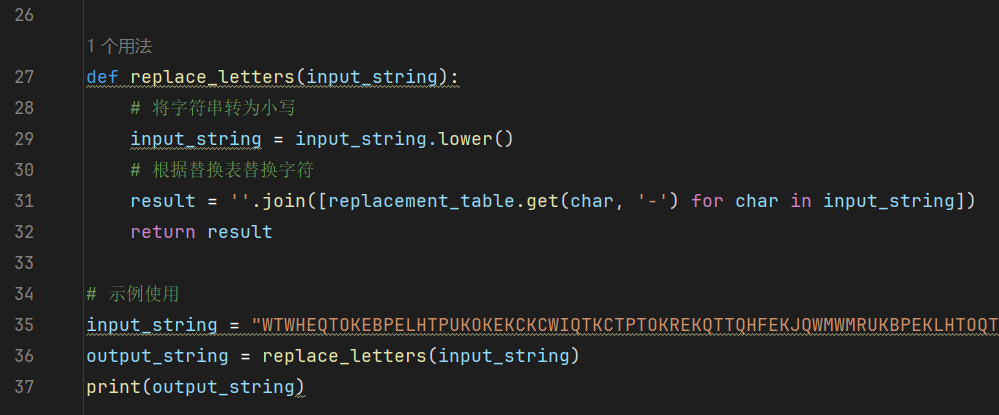 26
1 个用法
27 def replace_letters(input_string):
28 # 将字符串转为小写
29 input_string = input_string.lower()
30 # 根据替换表替换字符
31 result = ''.join([replacement_table.get(char, '-') for char in input_string])
32 return result
33
34 # 示例使用
35 input_string = "WTWHEQTOKEBPELHTPUKOKEKCKCWIQTKCTPTOKREKQTTQHFEKJQWMWMRUKBPEKLHTOQT
36 output_string = replace_letters(input_string)
37 print(output_string)